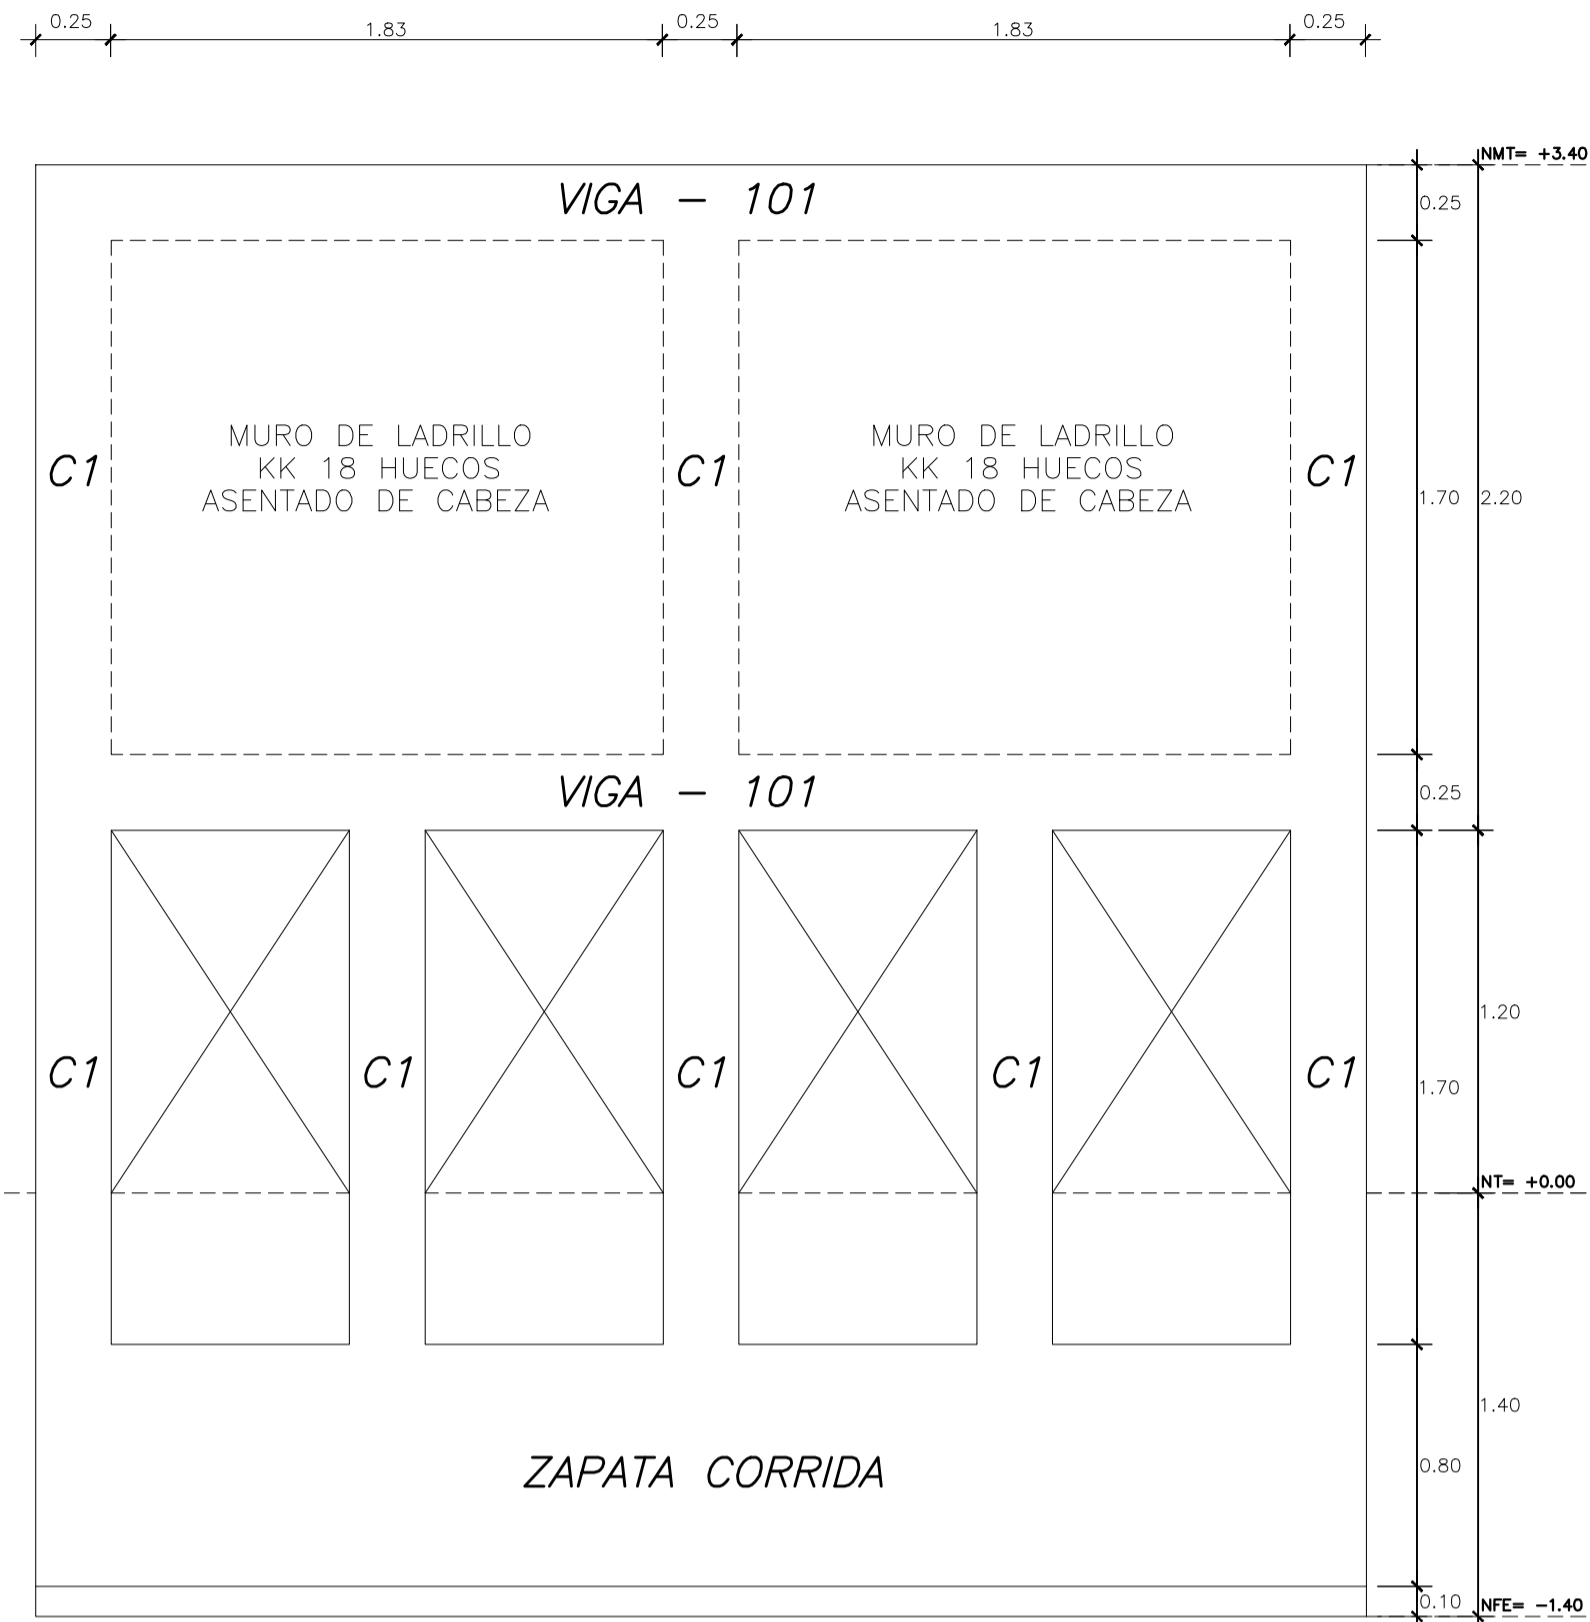 0.25
1.83
0.25
1.83
0.25
NMT= +3.40
VIGA - 101
0.25
MURO DE LADRILLO
KK 18 HUECOS
ASENTADO DE CABEZA
MURO DE LADRILLO
KK 18 HUECOS
ASENTADO DE CABEZA
C1
C1
C1
1.70
2.20
VIGA - 101
0.25
1.20
C1
C1
C1
C1
C1
1.70
NT= +0.00
1.40
ZAPATA CORRIDA
0.80
0.10
NFE= -1.40